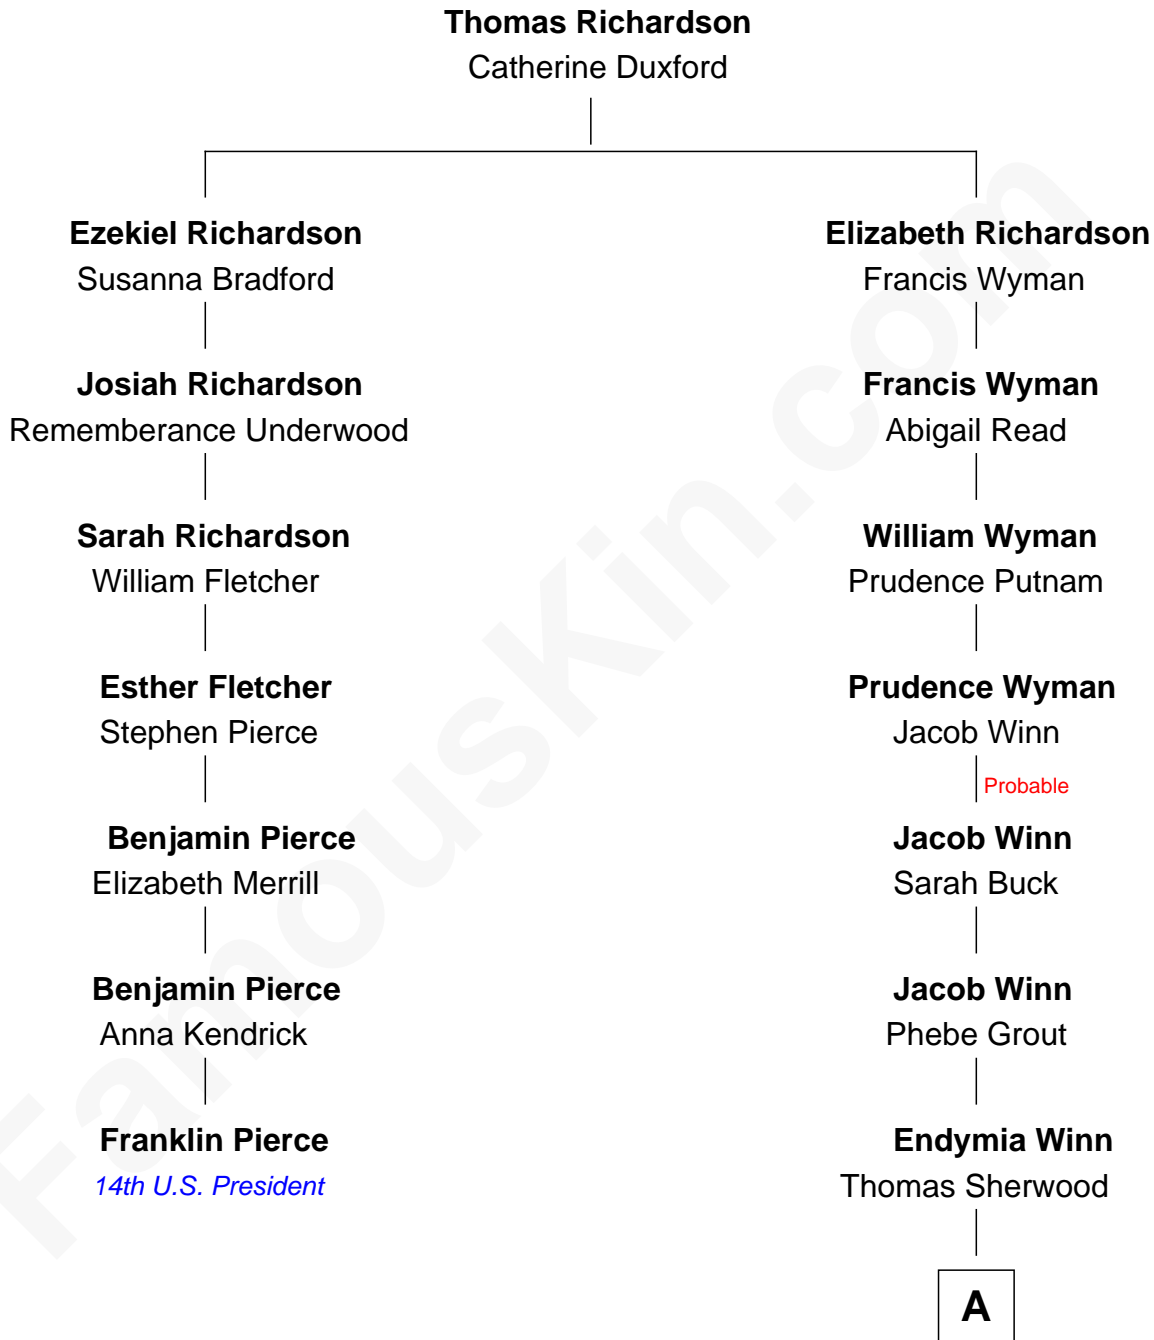 Thomas Richardson
Catherine Duxford
Ezekiel Richardson
Susanna Bradford
Elizabeth Richardson
Francis Wyman
Josiah Richardson
Rememberance Underwood
Francis Wyman
Abigail Read
Sarah Richardson
William Fletcher
William Wyman
Prudence Putnam
Esther Fletcher
Stephen Pierce
Prudence Wyman
Jacob Winn
Probable
Benjamin Pierce
Elizabeth Merrill
Jacob Winn
Sarah Buck
Benjamin Pierce
Anna Kendrick
Jacob Winn
Phebe Grout
Franklin Pierce
14th U.S. President
Endymia Winn
Thomas Sherwood
A
FamousKin.com